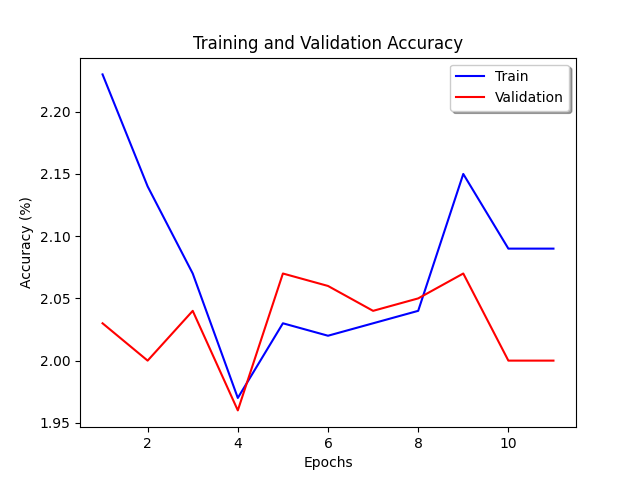 Training and Validation Accuracy
Train
Validation
Accuracy (%)
2.20
2.15
2.10
2.05
2.00
1.95
2 4 6 8 10
Epochs